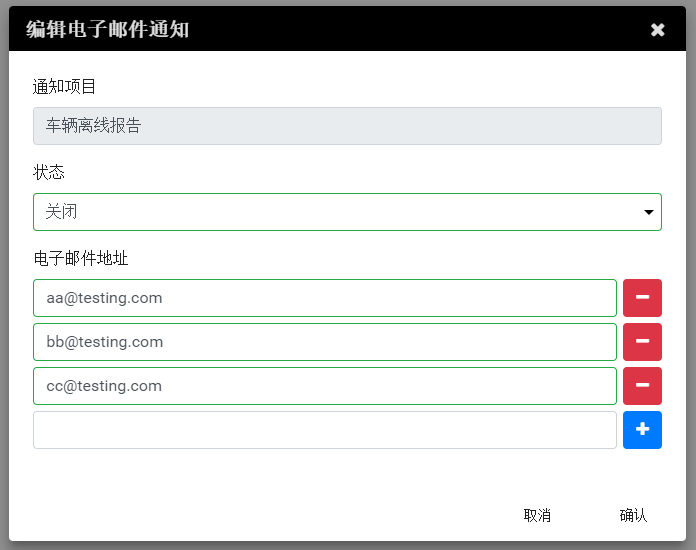 编辑电子邮件通知
通知项目
车辆离线报告
状态
关闭
电子邮件地址
aa@testing.com
bb@testing.com
cc@testing.com
取消 确认